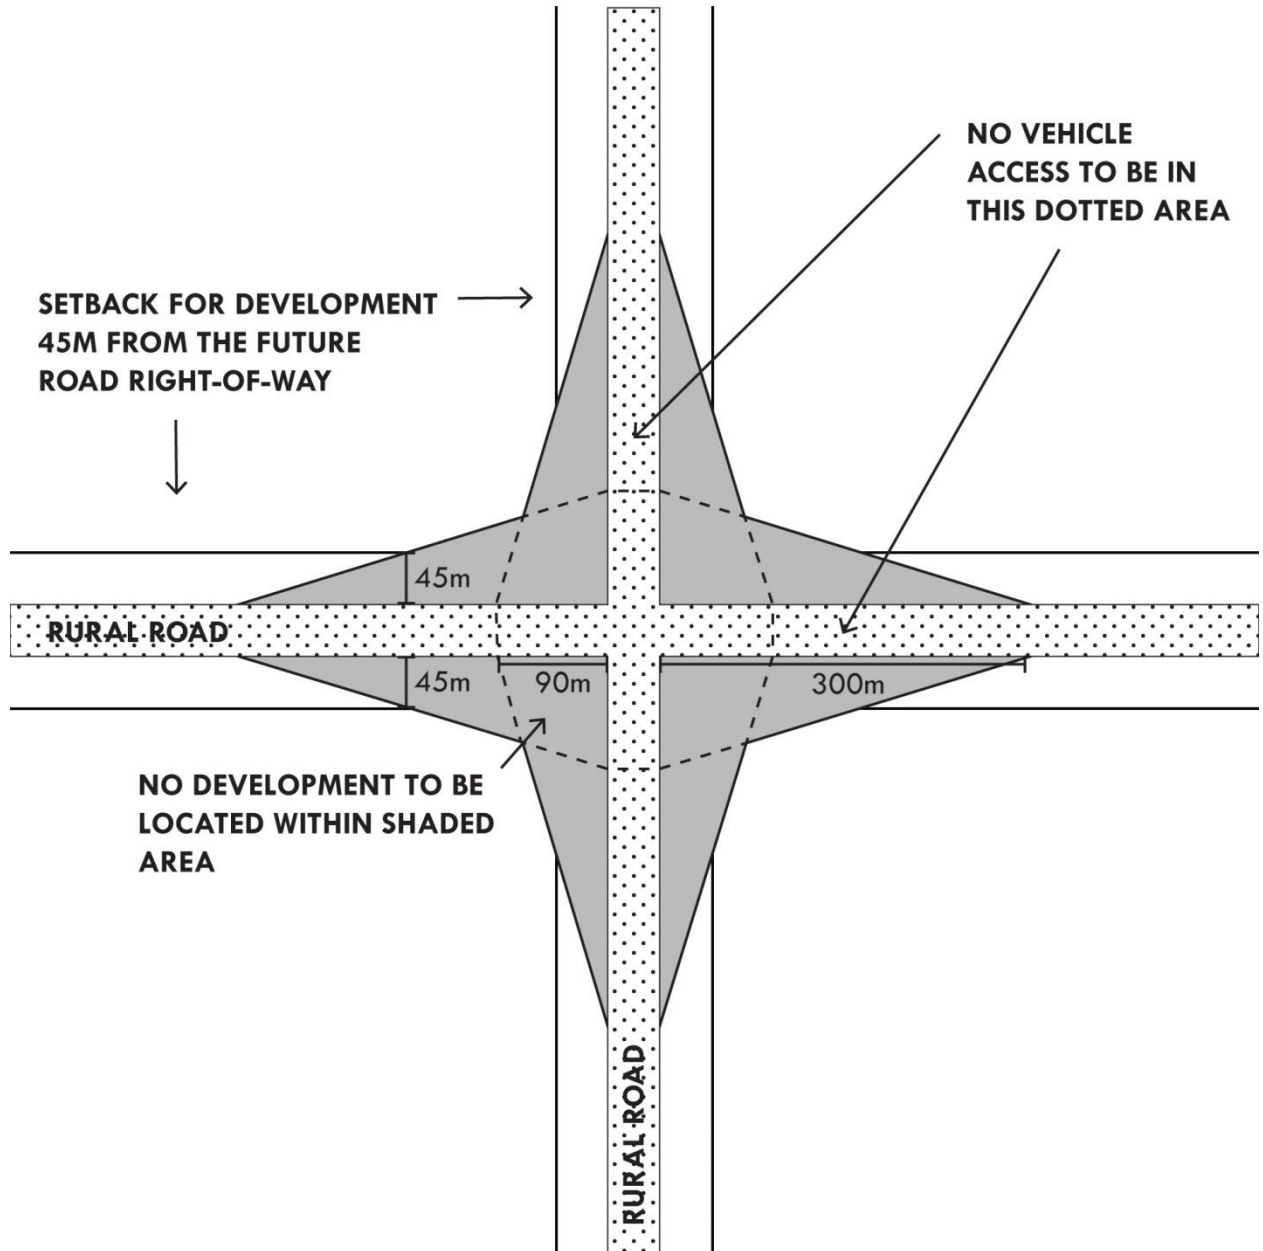 NO VEHICLE
ACCESS TO BE IN
THIS DOTTED AREA
SETBACK FOR DEVELOPMENT
45M FROM THE FUTURE
ROAD RIGHT-OF-WAY
45m
RURAL ROAD
45m
90m
300m
NO DEVELOPMENT TO BE
LOCATED WITHIN SHADED
AREA
RURAL ROAD